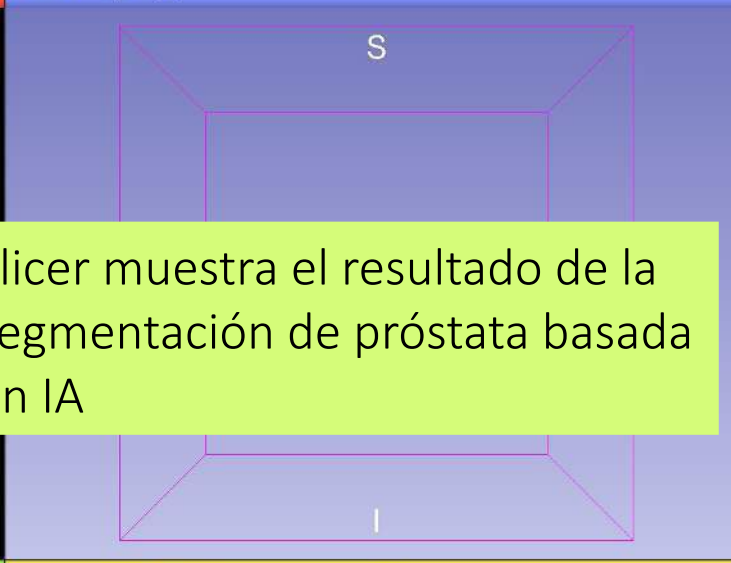 S
licer muestra el resultado de la
egmentación de próstata basada
n IA
I